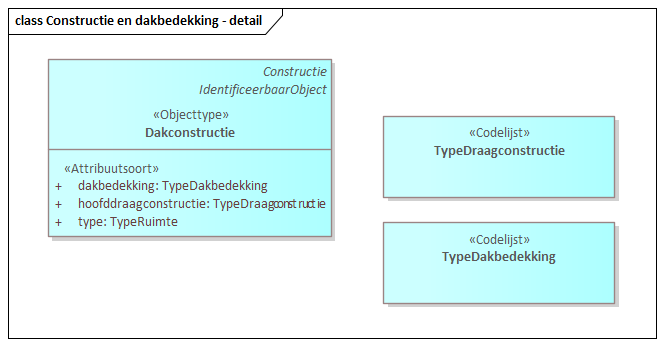 class Constructie en dakbedekking - detail
Constructie
IdentificeerbaarObject
«Objecttype»
Dakconstructie
«Attribuutsoort»
+ dakbedekking: TypeDakbedekking
+ hoofddraagconstructie: TypeDraagconstructie
+ type: TypeRuimte
«Codelijst»
TypeDraagconstructie
«Codelijst»
TypeDakbedekking